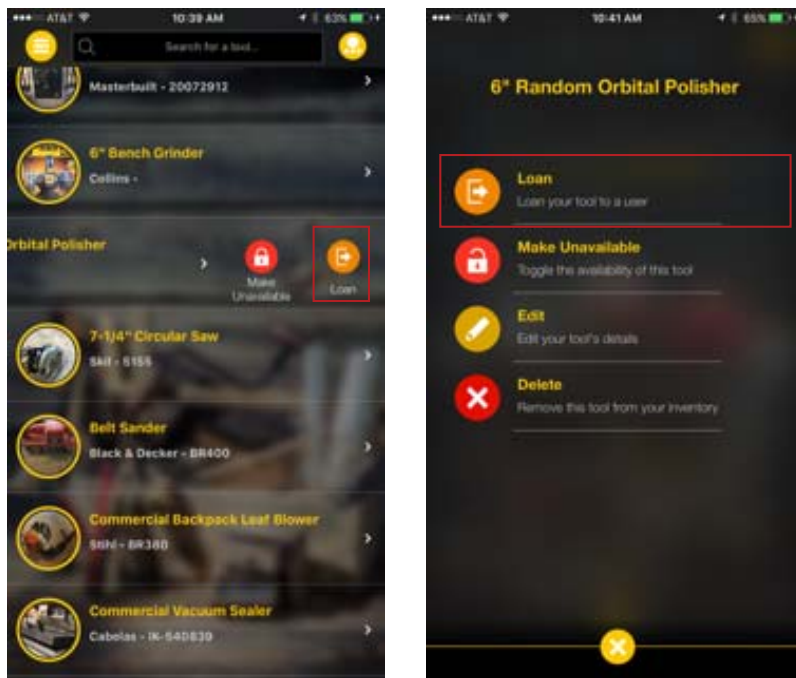 AT&T 10:39 AM 63%
Search for a tool...
Masterbuilt - 20072912
6" Bench Grinder
Collins -
Orbital Polisher
Make
Unavailable
Loan
7-1/4" Circular Saw
Skil - 5155
Belt Sander
Black & Decker - BR400
Commercial Backpack Leaf Blower
Stihl - BR380
Commercial Vacuum Sealer
Cabelas - IK-540839
AT&T 10:41 AM 65%
6" Random Orbital Polisher
Loan
Loan your tool to a user
Make Unavailable
Toggle the availability of this tool
Edit
Edit your tool's details
Delete
Remove this tool from your inventory